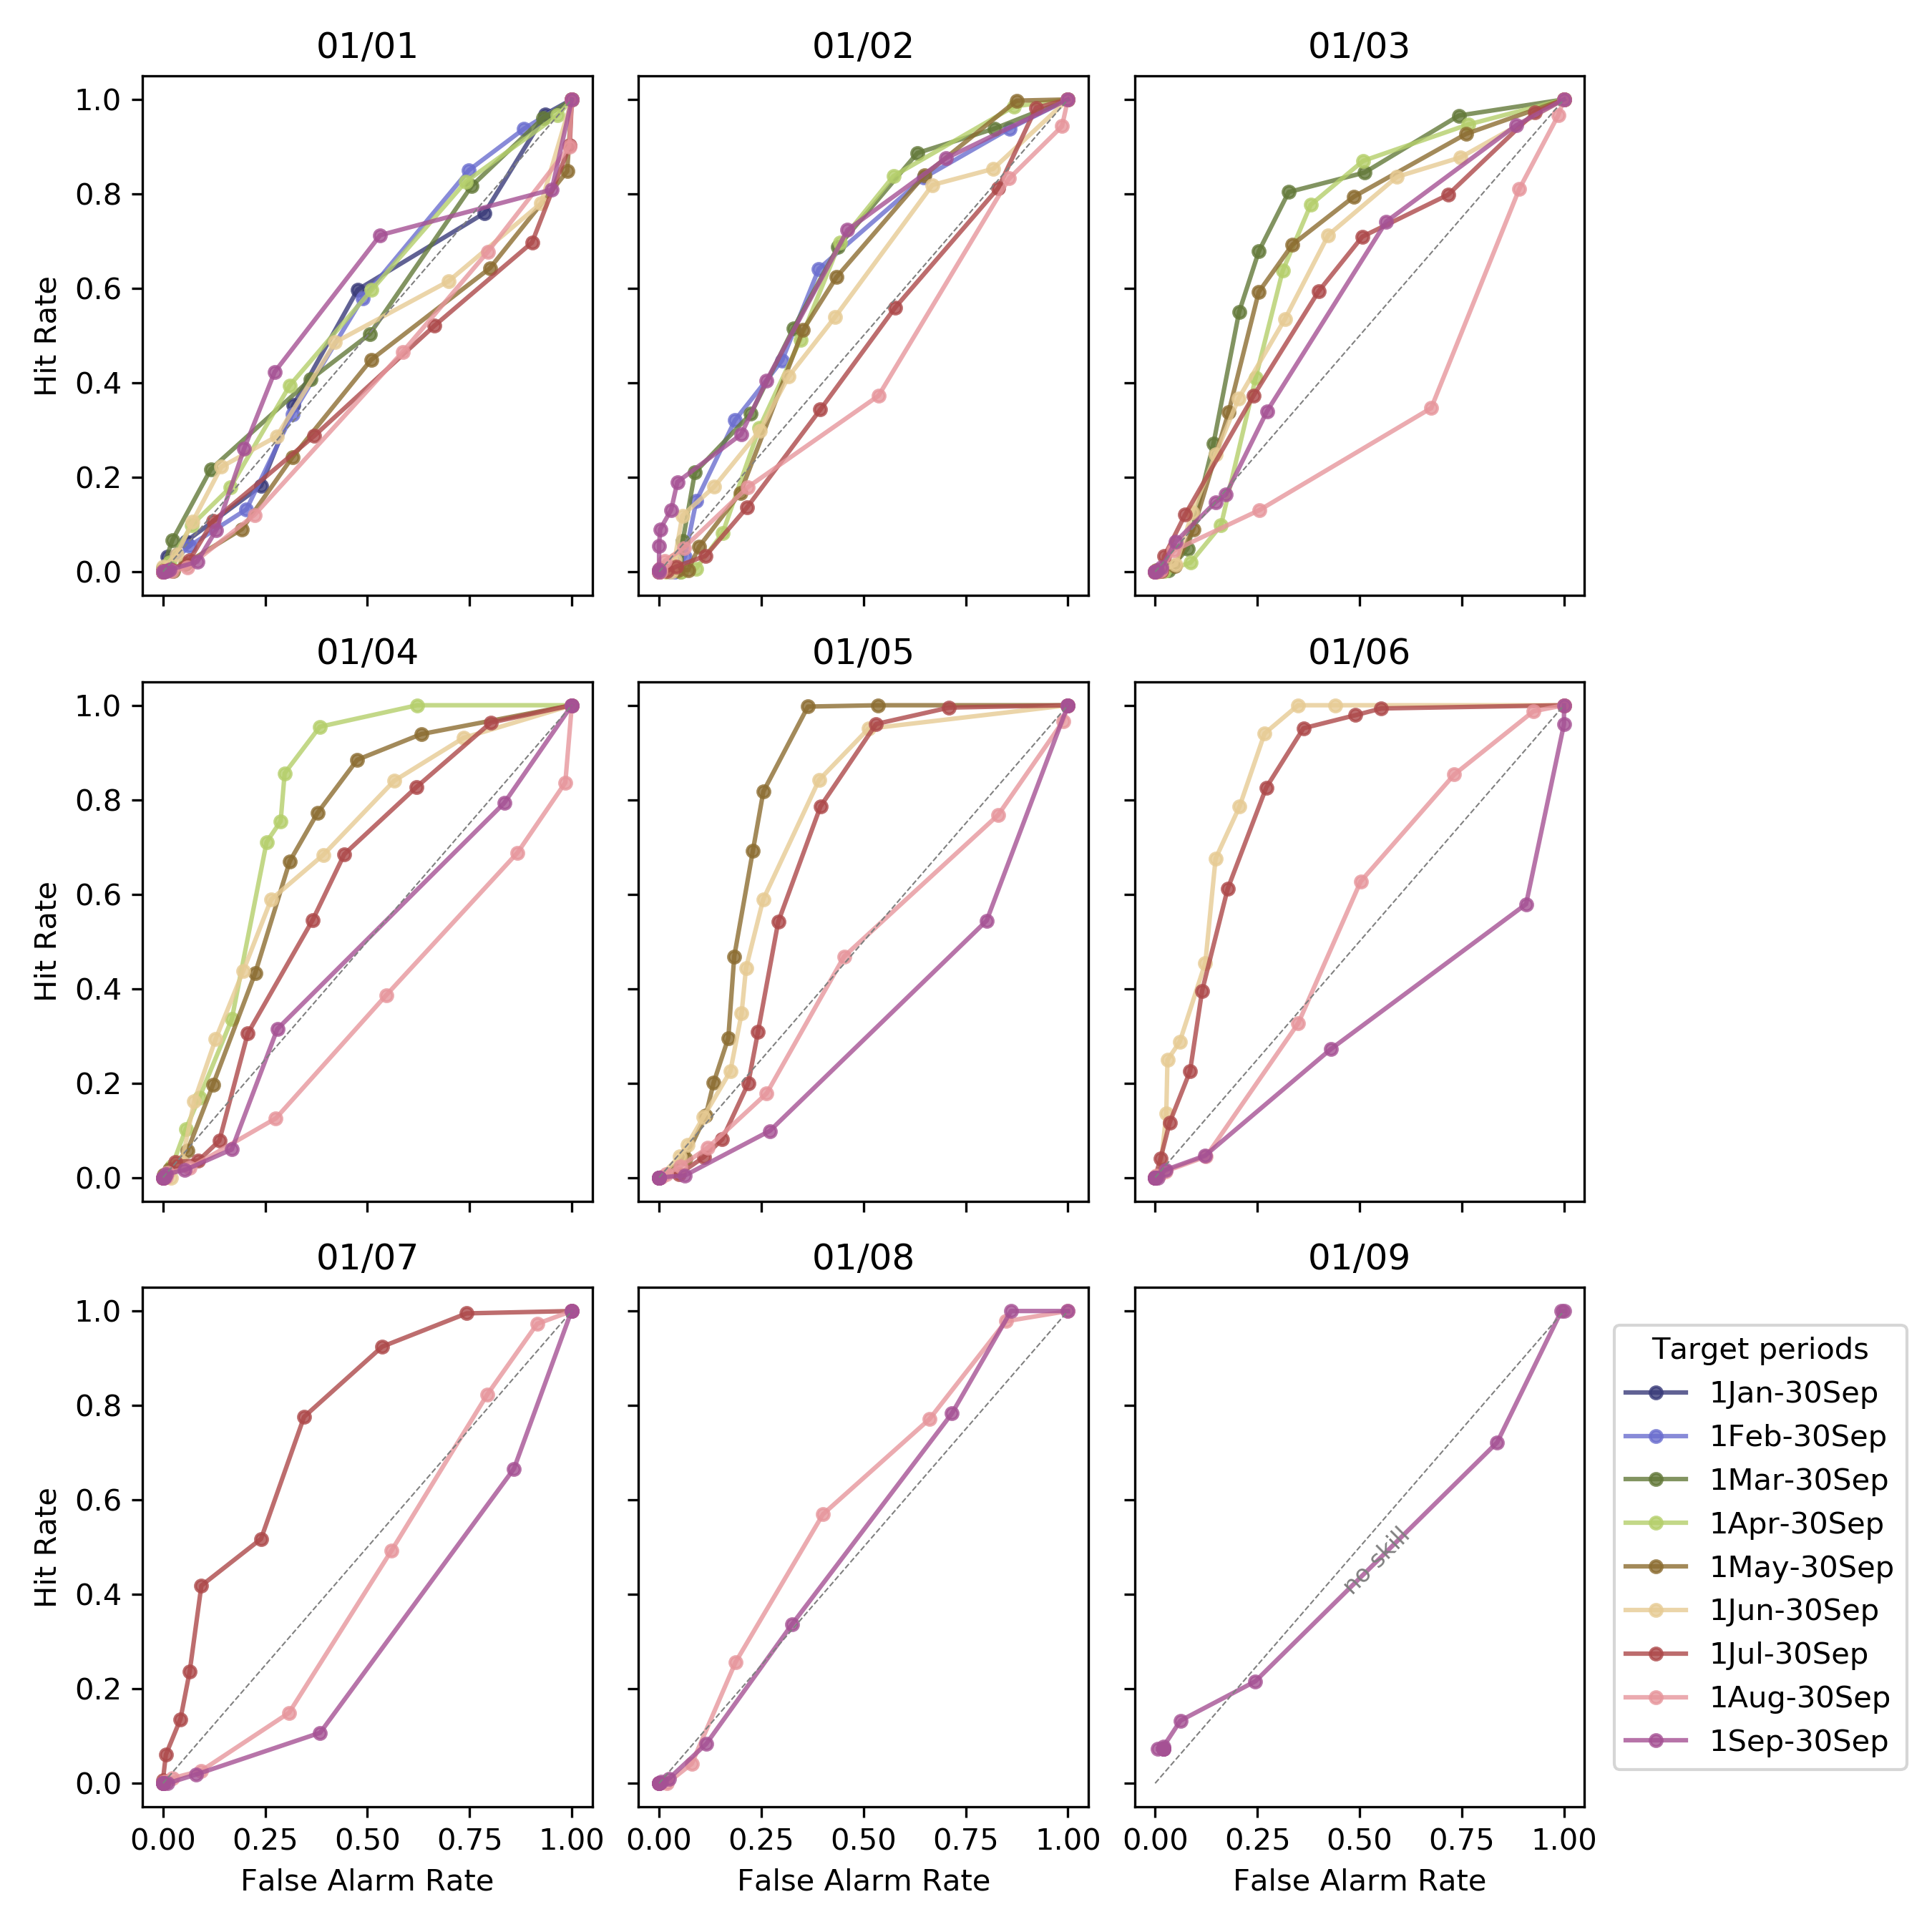 01/01
01/02
01/03
1.0
0.8
0.6
0.4
0.2
0.0
Hit Rate
01/04
01/05
01/06
1.0
0.8
0.6
0.4
0.2
0.0
Hit Rate
01/07
01/08
01/09
1.0
0.8
0.6
0.4
0.2
0.0
Hit Rate
no skill
0.00 0.25 0.50 0.75 1.00
0.00 0.25 0.50 0.75 1.00
0.00 0.25 0.50 0.75 1.00
False Alarm Rate
False Alarm Rate
False Alarm Rate
Target periods
1Jan-30Sep
1Feb-30Sep
1Mar-30Sep
1Apr-30Sep
1May-30Sep
1Jun-30Sep
1Jul-30Sep
1Aug-30Sep
1Sep-30Sep